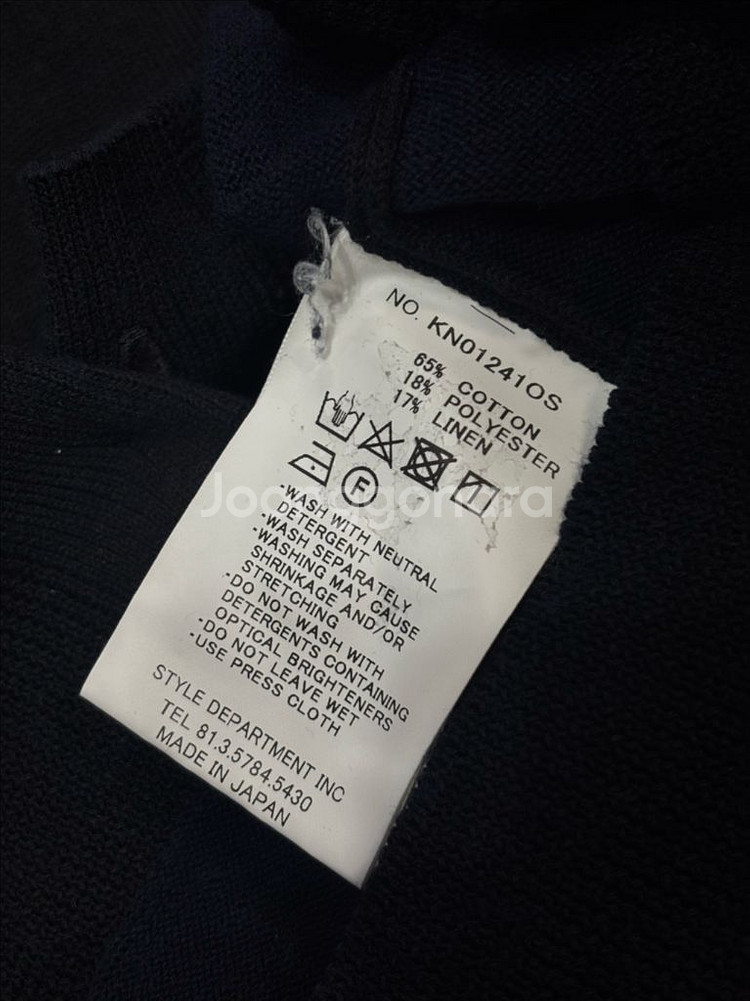 NO. KN01241OS
65% COTTON
18% POLYESTER
17% LINEN
F
-WASH WITH NEUTRAL
DETERGENT
-WASH SEPARATELY
-WASHING MAY CAUSE
SHRINKAGE AND/OR
STRETCHING
-DO NOT WASH WITH
DETERGENTS CONTAINING
OPTICAL BRIGHTENERS
-DO NOT LEAVE WET
-USE PRESS CLOTH
STYLE DEPARTMENT INC
TEL 81.3.5784.5430
MADE IN JAPAN
Joonggonara